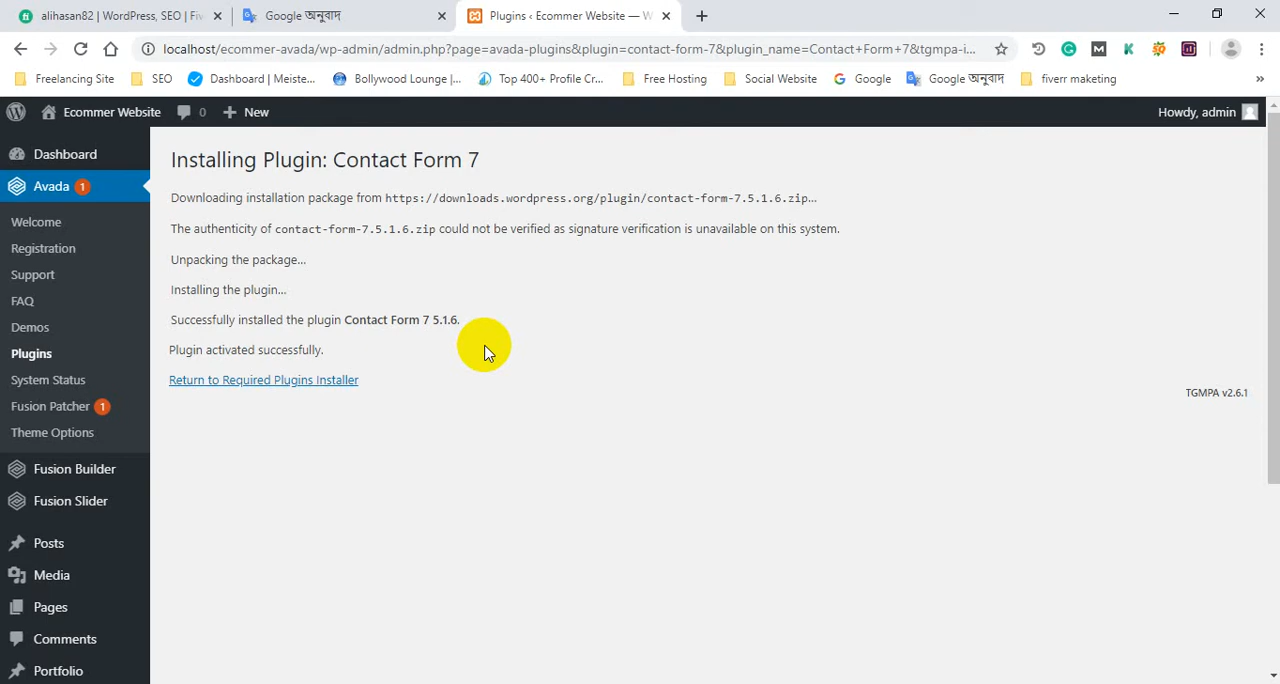 alihasan82 | WordPress, SEO | Fiv
Google অনুবাদ
Plugins ‹ Ecommer Website — W
localhost/ecommer-avada/wp-admin/admin.php?page=avada-plugins&plugin=contact-form-7&plugin_name=Contact+Form+7&tgmpa-i...
Freelancing Site
SEO
Dashboard | Meiste...
Bollywood Lounge |...
Top 400+ Profile Cr...
Free Hosting
Social Website
Google
Google অনুবাদ
fiverr maketing
»
Ecommer Website
0
New
Howdy, admin
Dashboard
Avada 1
Welcome
Registration
Support
FAQ
Demos
Plugins
System Status
Fusion Patcher 1
Theme Options
Fusion Builder
Fusion Slider
Posts
Media
Pages
Comments
Portfolio
Installing Plugin: Contact Form 7
Downloading installation package from https://downloads.wordpress.org/plugin/contact-form-7.5.1.6.zip…
The authenticity of contact-form-7.5.1.6.zip could not be verified as signature verification is unavailable on this system.
Unpacking the package…
Installing the plugin…
Successfully installed the plugin Contact Form 7 5.1.6.
Plugin activated successfully.
Return to Required Plugins Installer
TGMPA v2.6.1